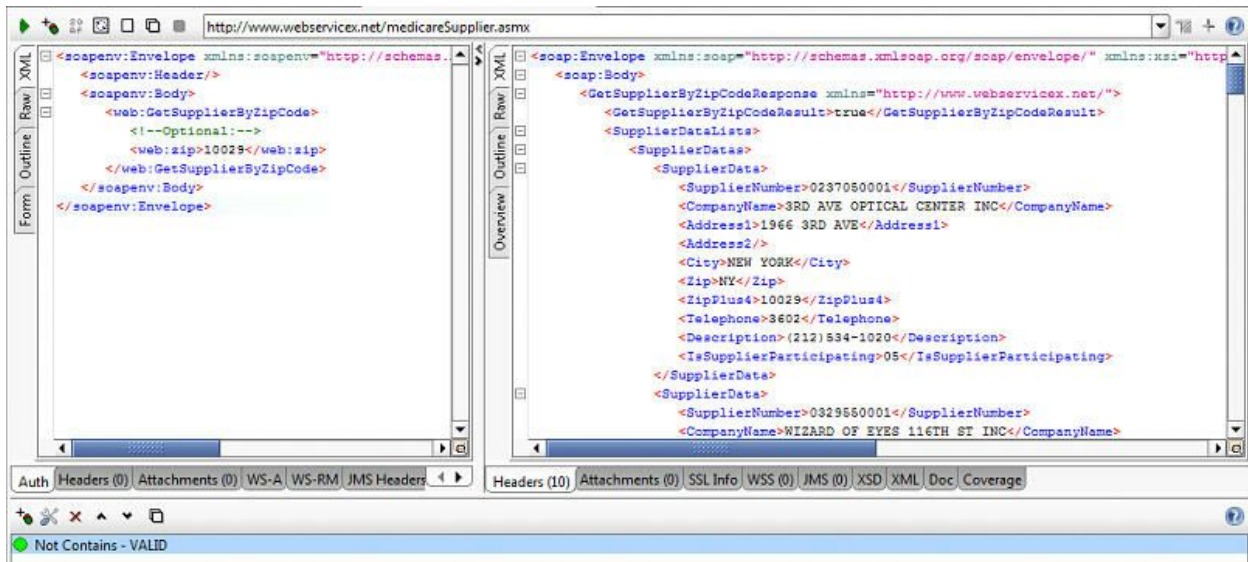 http://www.webservicex.net/medicareSupplier.asmx
XML
Raw
Outline
Form
<soapenv:Envelope xmlns:soapenv="http://schemas.
<soapenv:Header/>
<soapenv:Body>
<web:GetSupplierByZipCode>
<!--Optional:-->
<web:zip>10029</web:zip>
</web:GetSupplierByZipCode>
</soapenv:Body>
</soapenv:Envelope>
XML
Raw
Outline
Overview
<soap:Envelope xmlns:soap="http://schemas.xmlsoap.org/soap/envelope/" xmlns:xsi="http
<soap:Body>
<GetSupplierByZipCodeResponse xmlns="http://www.webservicex.net/">
<GetSupplierByZipCodeResult>true</GetSupplierByZipCodeResult>
<SupplierDataLists>
<SupplierDatas>
<SupplierData>
<SupplierNumber>0237050001</SupplierNumber>
<CompanyName>3RD AVE OPTICAL CENTER INC</CompanyName>
<Address1>1966 3RD AVE</Address1>
<Address2/>
<City>NEW YORK</City>
<Zip>NY</Zip>
<ZipPlus4>10029</ZipPlus4>
<Telephone>3602</Telephone>
<Description>(212)534-1020</Description>
<IsSupplierParticipating>05</IsSupplierParticipating>
</SupplierData>
<SupplierData>
<SupplierNumber>0329550001</SupplierNumber>
<CompanyName>WIZARD OF EYES 116TH ST INC</CompanyName>
Auth Headers (0) Attachments (0) WS-A WS-RM JMS Headers
Headers (10) Attachments (0) SSL Info WSS (0) JMS (0) XSD XML Doc Coverage
Not Contains - VALID